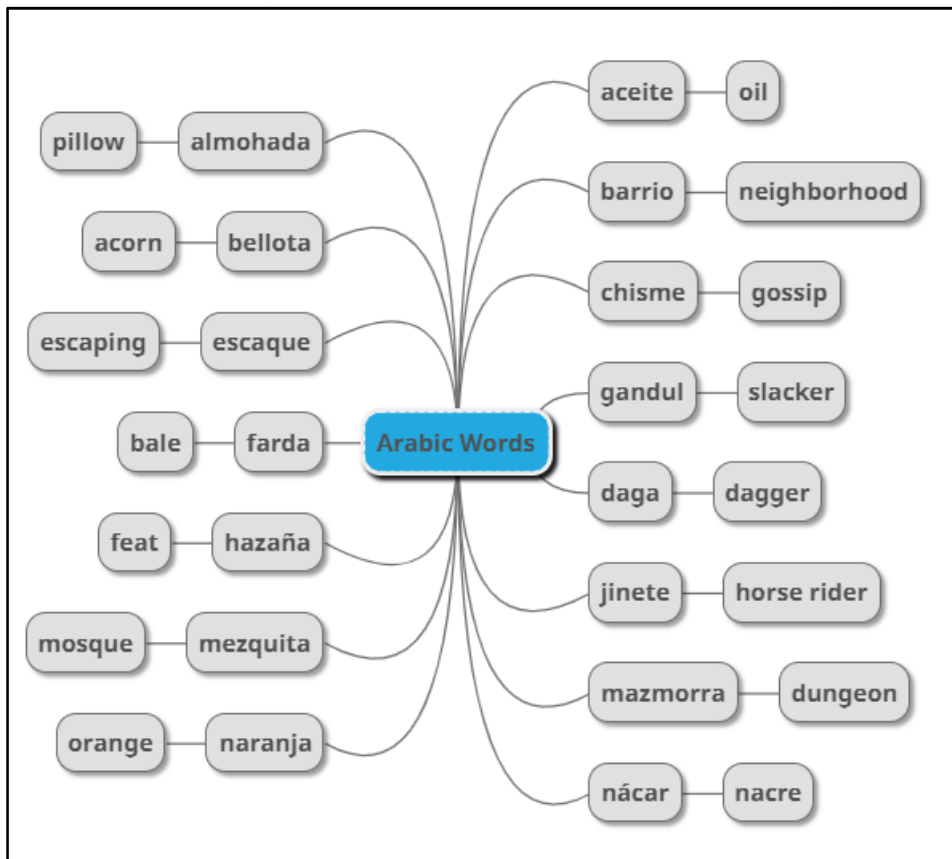 aceite oil
pillow almohada
barrio neighborhood
acorn bellota
chisme gossip
escaping escaque
gandul slacker
bale farda
Arabic Words
daga dagger
feat hazaña
jinete horse rider
mosque mezquita
mazmorra dungeon
orange naranja
nácar nacre